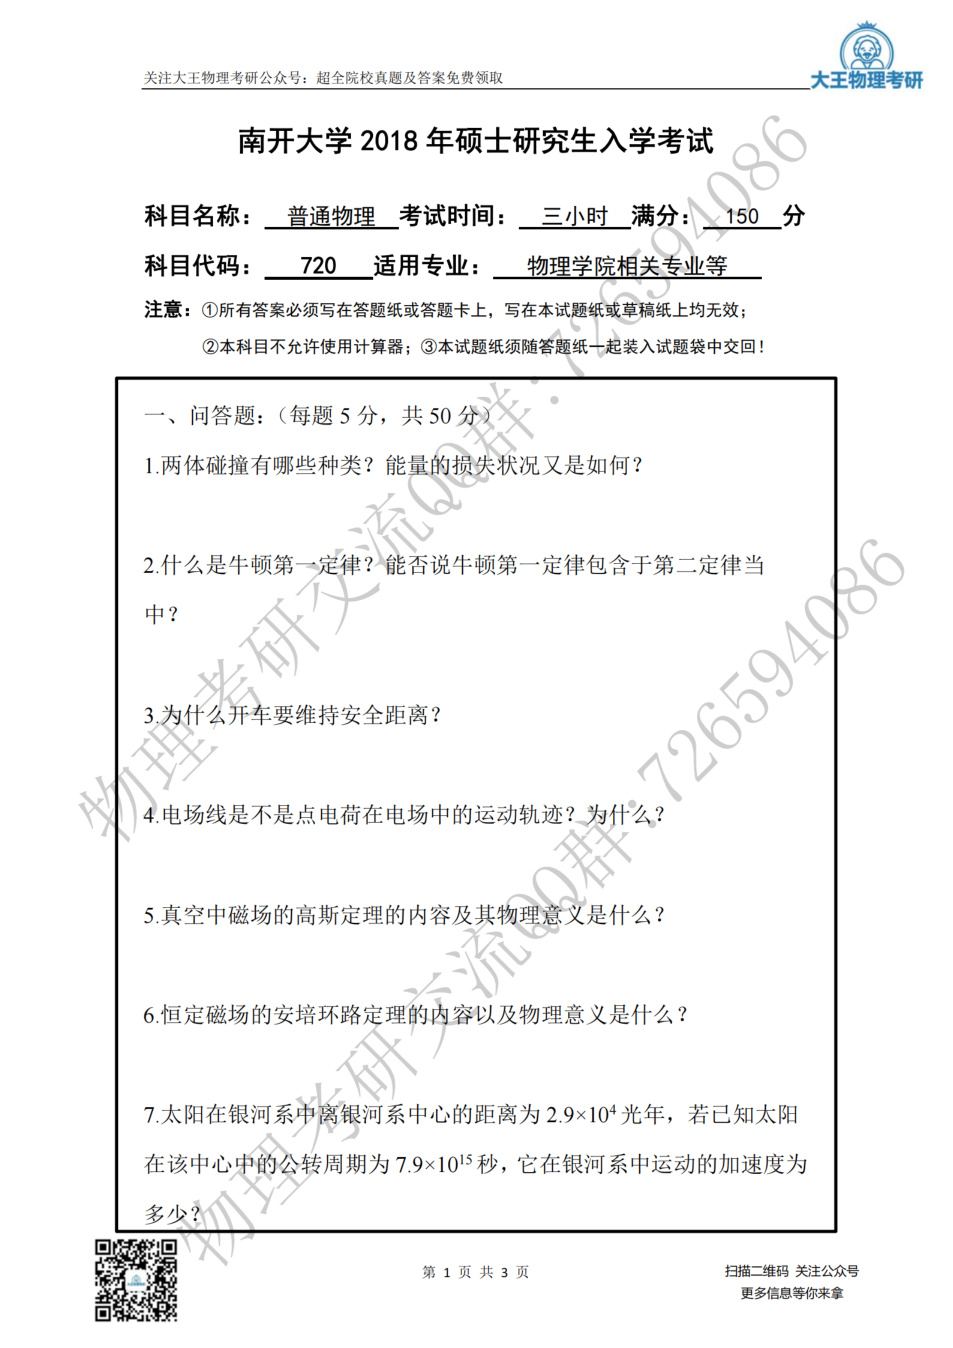 关注大王物理考研公众号：超全院校真题及答案免费领取
大王物理考研
南开大学 2018 年硕士研究生入学考试
科目名称： 普通物理 考试时间： 三小时 满分： 150 分
科目代码： 720 适用专业： 物理学院相关专业等
注意：①所有答案必须写在答题纸或答题卡上，写在本试题纸或草稿纸上均无效；
②本科目不允许使用计算器；③本试题纸须随答题纸一起装入试题袋中交回！
一、问答题：（每题 5 分，共 50 分）
1.两体碰撞有哪些种类？能量的损失状况又是如何？
2.什么是牛顿第一定律？能否说牛顿第一定律包含于第二定律当
中？
3.为什么开车要维持安全距离？
4.电场线是不是点电荷在电场中的运动轨迹？为什么？
5.真空中磁场的高斯定理的内容及其物理意义是什么？
6.恒定磁场的安培环路定理的内容以及物理意义是什么？
7.太阳在银河系中离银河系中心的距离为 2.9×10⁴ 光年，若已知太阳
在该中心中的公转周期为 7.9×10¹⁵ 秒，它在银河系中运动的加速度为
多少？
物理考研交流QQ群：726594086
物理考研交流QQ群：726594086
大王物理考研
第 1 页 共 3 页
扫描二维码 关注公众号
更多信息等你来拿